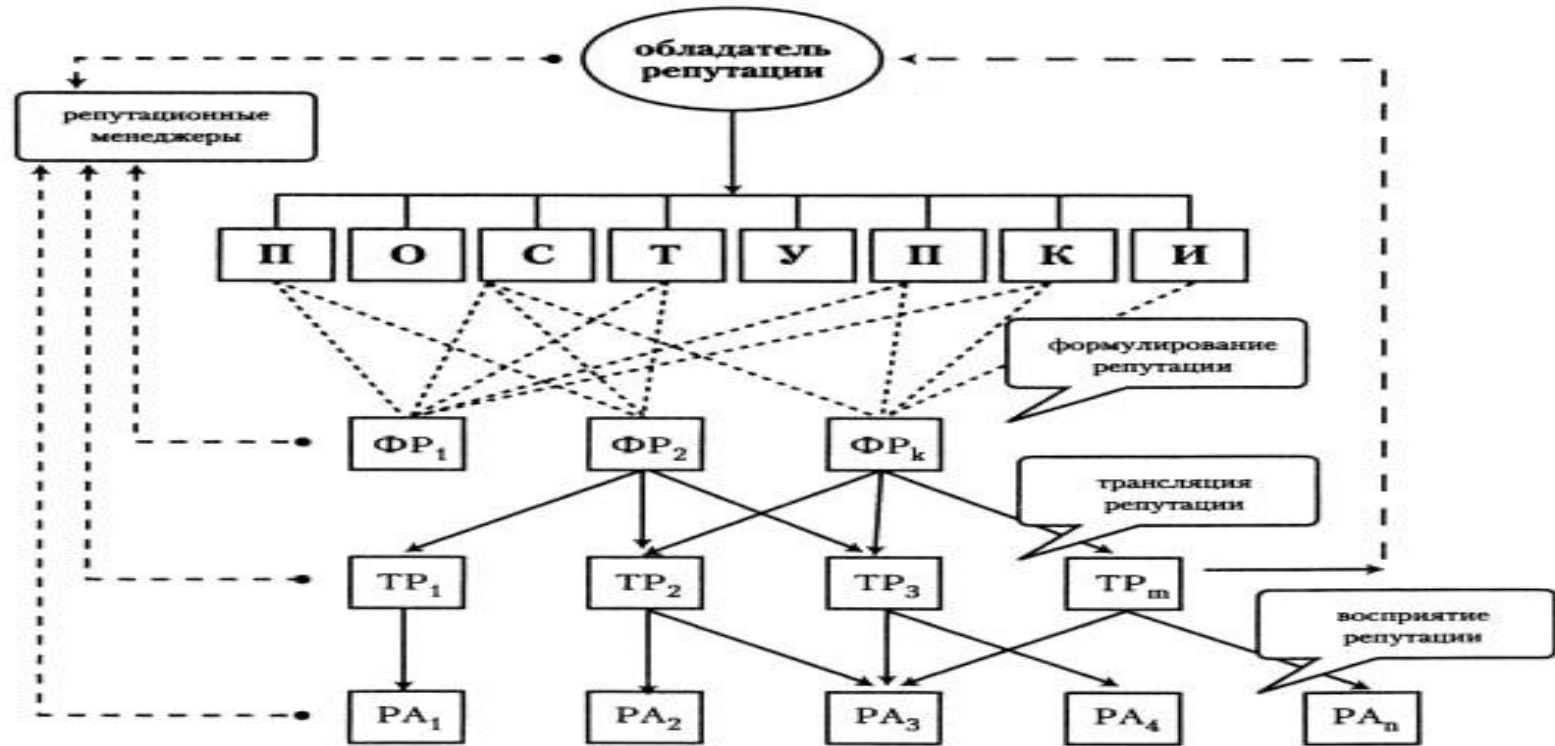 обладатель
репутации
репутационные
менеджеры
П О С Т У П К И
формулирование
репутации
ФР₁ ФР₂ ФРₖ
трансляция
репутации
ТР₁ ТР₂ ТР₃ ТРₘ
восприятие
репутации
РА₁ РА₂ РА₃ РА₄ РАₙ